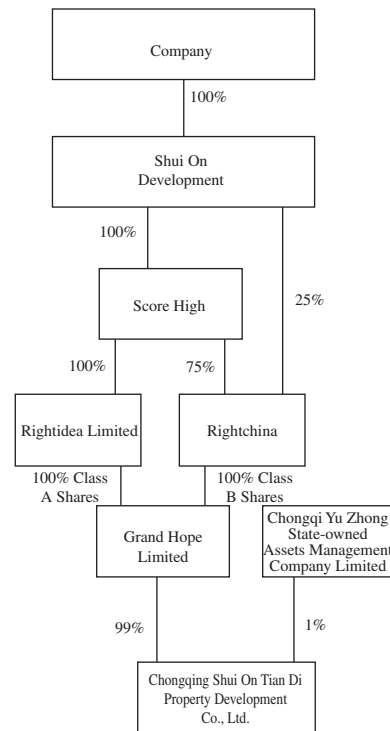 Company
100%
Shui On
Development
100%
25%
Score High
100%
75%
Rightidea Limited
Rightchina
100% Class
A Shares
100% Class
B Shares
Grand Hope
Limited
Chongqi Yu Zhong
State-owned
Assets Management
Company Limited
99%
1%
Chongqing Shui On Tian Di
Property Development
Co., Ltd.